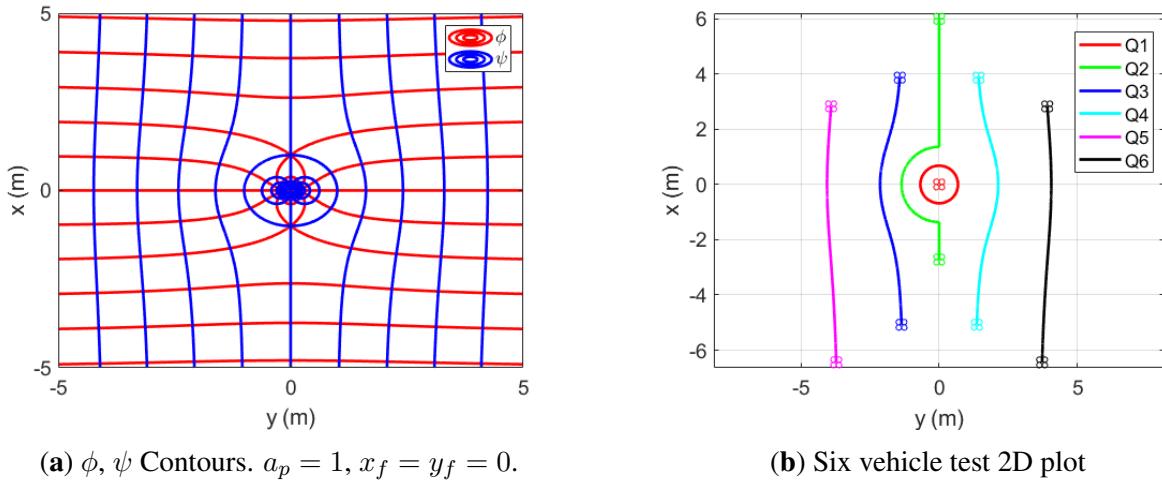 5
0
-5
x (m)
-5
0
5
y (m)
ϕ
ψ
(a) ϕ, ψ Contours. a_p = 1, x_f = y_f = 0.
6
4
2
0
-2
-4
-6
x (m)
-5
0
5
y (m)
Q1
Q2
Q3
Q4
Q5
Q6
(b) Six vehicle test 2D plot